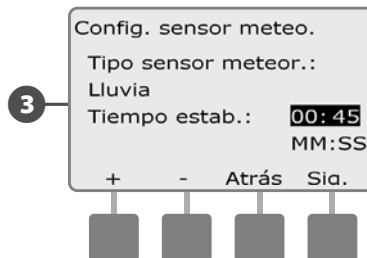 Config. sensor meteo.
Tipo sensor meteor.:
Lluvia
3
Tiempo estab.: 00:45
MM:SS
+ - Atrás Sig.